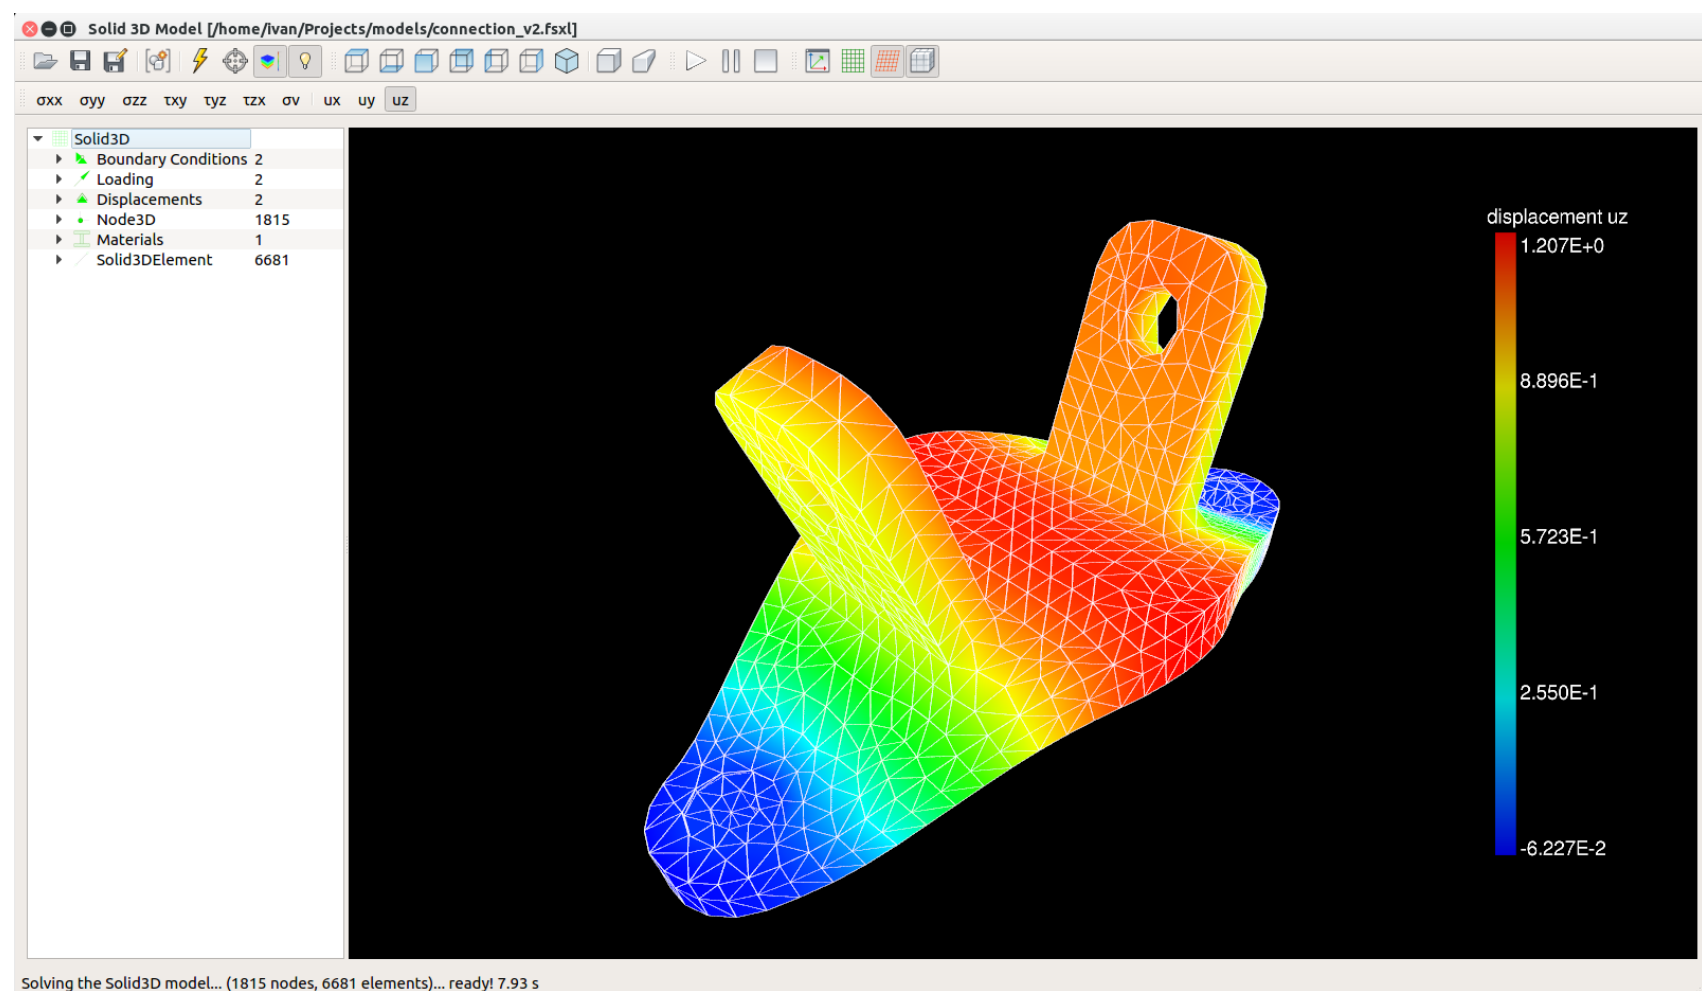 Solid 3D Model [/home/ivan/Projects/models/connection_v2.fsxl]
σxx σyy σzz τxy τyz τzx σv ux uy uz
Solid3D
Boundary Conditions 2
Loading 2
Displacements 2
Node3D 1815
Materials 1
Solid3DElement 6681
displacement uz
1.207E+0
8.896E-1
5.723E-1
2.550E-1
-6.227E-2
Solving the Solid3D model... (1815 nodes, 6681 elements)... ready! 7.93 s